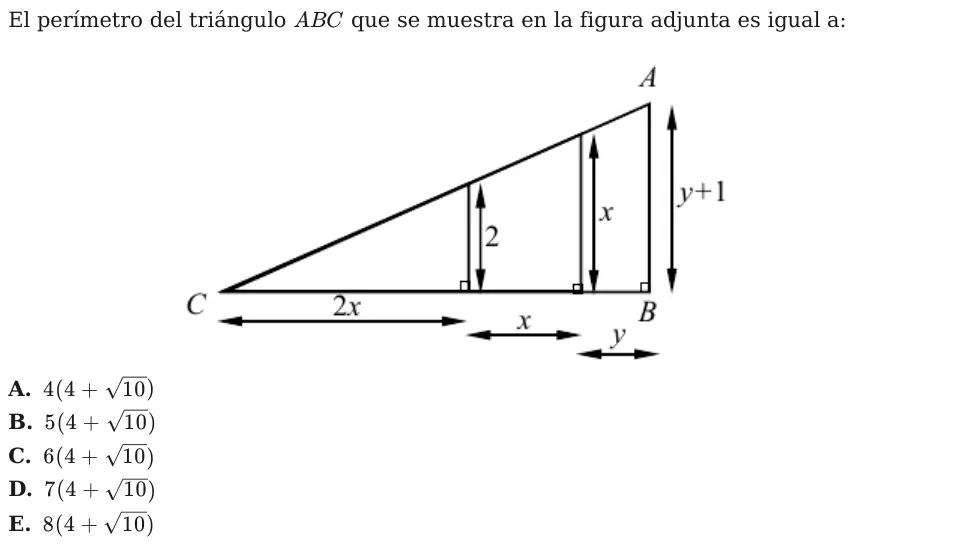 El perímetro del triángulo ABC que se muestra en la figura adjunta es igual a:
A
y+1
x
2
C
2x
B
x
y
A. 4(4 + √10)
B. 5(4 + √10)
C. 6(4 + √10)
D. 7(4 + √10)
E. 8(4 + √10)